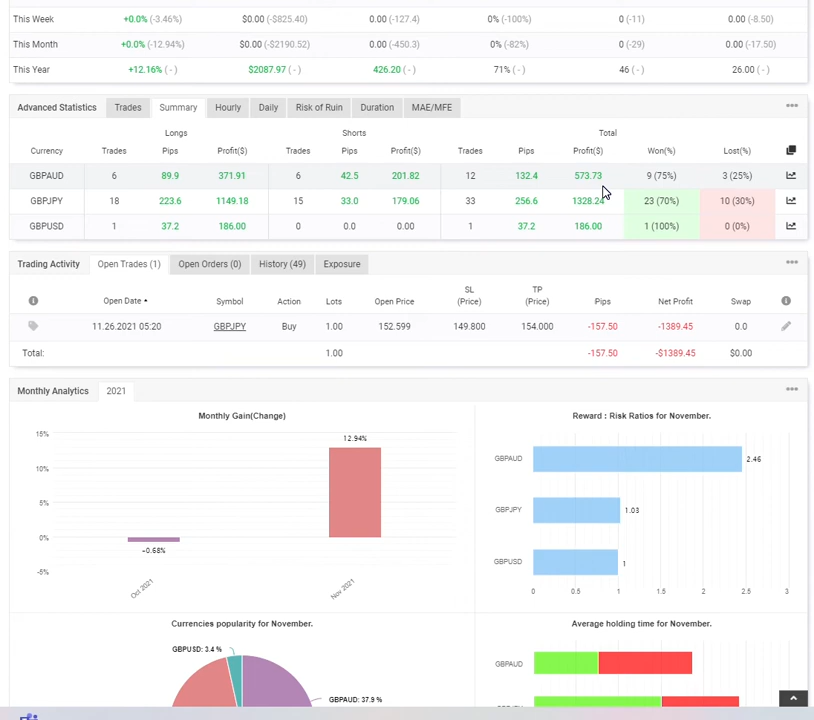 This Week +0.0% (-3.46%) $0.00 (-$825.40) 0.00 (-127.4) 0% (-100%) 0 (-11) 0.00 (-8.50)
This Month +0.0% (-12.94%) $0.00 (-$2190.52) 0.00 (-450.3) 0% (-82%) 0 (-29) 0.00 (-17.50)
This Year +12.16% ( - ) $2087.97 ( - ) 426.20 ( - ) 71% ( - ) 46 ( - ) 26.00 ( - )
Advanced Statistics Trades Summary Hourly Daily Risk of Ruin Duration MAE/MFE
Longs Shorts Total
Currency Trades Pips Profit($) Trades Pips Profit($) Trades Pips Profit($) Won(%) Lost(%)
GBPAUD 6 89.9 371.91 6 42.5 201.82 12 132.4 573.73 9 (75%) 3 (25%)
GBPJPY 18 223.6 1149.18 15 33.0 179.06 33 256.6 1328.24 23 (70%) 10 (30%)
GBPUSD 1 37.2 186.00 0 0.0 0.00 1 37.2 186.00 1 (100%) 0 (0%)
Trading Activity Open Trades (1) Open Orders (0) History (49) Exposure
Open Date Symbol Action Lots Open Price SL (Price) TP (Price) Pips Net Profit Swap
11.26.2021 05:20 GBPJPY Buy 1.00 152.599 149.800 154.000 -157.50 -1389.45 0.0
Total: 1.00 -157.50 -$1389.45 $0.00
Monthly Analytics 2021
Monthly Gain(Change)
15%
10%
5%
0%
-5%
12.94%
-0.68%
Oct 2021 Nov 2021
Reward : Risk Ratios for November.
GBPAUD 2.46
GBPJPY 1.03
GBPUSD 1
0 0.5 1 1.5 2 2.5 3
Currencies popularity for November.
GBPUSD: 3.4 %
GBPAUD: 37.9 %
Average holding time for November.
GBPAUD